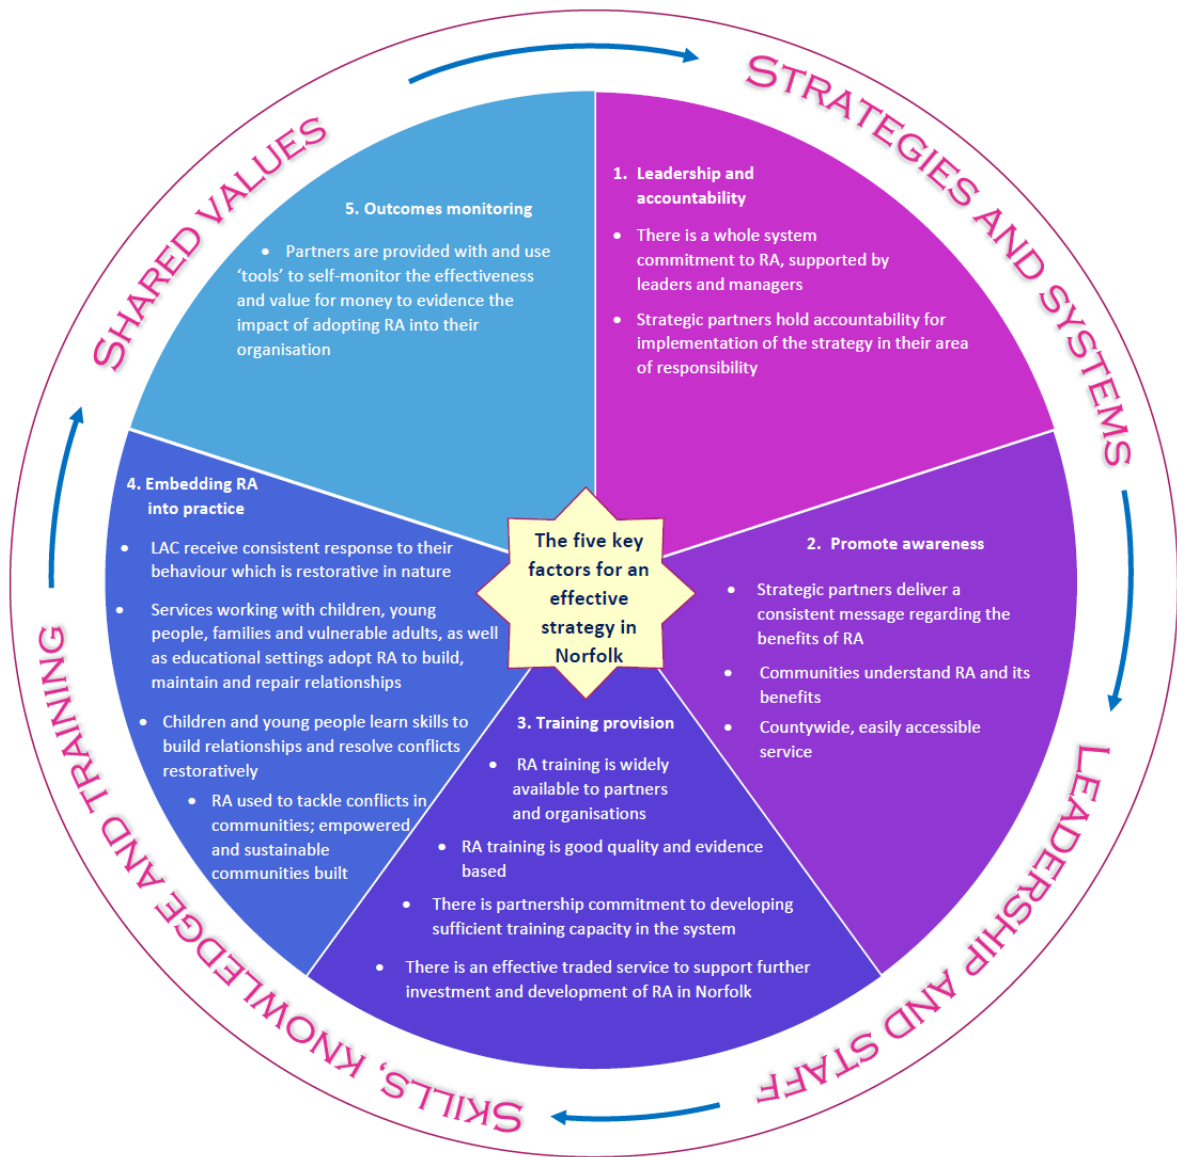 STRATEGIES AND SYSTEMS
LEADERSHIP AND STAFF
SKILLS, KNOWLEDGE AND TRAINING
SHARED VALUES
The five key
factors for an
effective
strategy in
Norfolk
1. Leadership and
accountability
• There is a whole system
commitment to RA, supported by
leaders and managers
• Strategic partners hold accountability for
implementation of the strategy in their area
of responsibility
2. Promote awareness
• Strategic partners deliver a
consistent message regarding the
benefits of RA
• Communities understand RA and its
benefits
• Countywide, easily accessible
service
3. Training provision
• RA training is widely
available to partners
and organisations
• RA training is good quality and evidence
based
• There is partnership commitment to developing
sufficient training capacity in the system
• There is an effective traded service to support further
investment and development of RA in Norfolk
4. Embedding RA
into practice
• LAC receive consistent response to their
behaviour which is restorative in nature
• Services working with children, young
people, families and vulnerable adults, as well
as educational settings adopt RA to build,
maintain and repair relationships
• Children and young people learn skills to
build relationships and resolve conflicts
restoratively
• RA used to tackle conflicts in
communities; empowered
and sustainable
communities built
5. Outcomes monitoring
• Partners are provided with and use
‘tools’ to self-monitor the effectiveness
and value for money to evidence the
impact of adopting RA into their
organisation